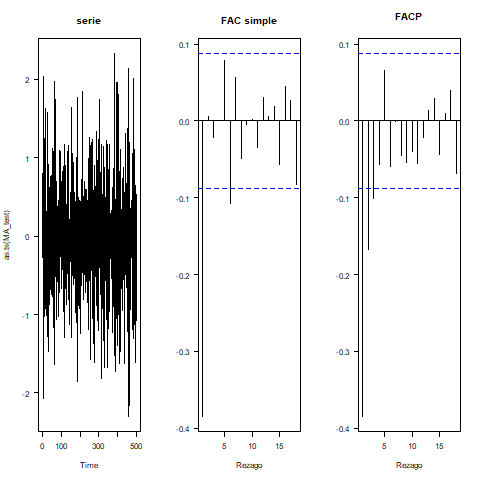 serie
as.ts(MA_test)
2
1
0
-1
-2
0 100 300 500
Time
FAC simple
0.1
0.0
-0.1
-0.2
-0.3
-0.4
5 10 15
Rezago
FACP
0.1
0.0
-0.1
-0.2
-0.3
-0.4
5 10 15
Rezago